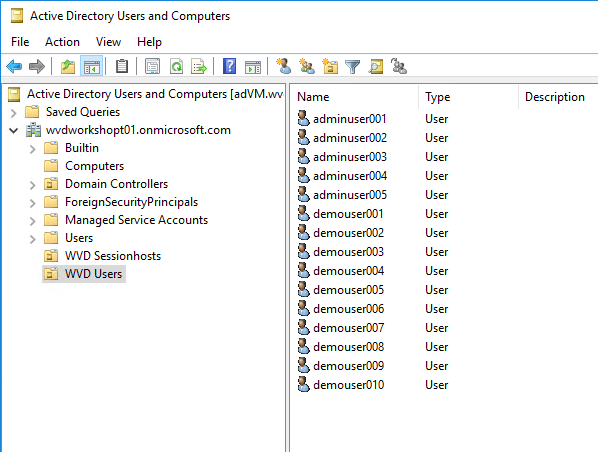 Active Directory Users and Computers
File Action View Help
Active Directory Users and Computers [adVM.wv
Saved Queries
wvdworkshopt01.onmicrosoft.com
Builtin
Computers
Domain Controllers
ForeignSecurityPrincipals
Managed Service Accounts
Users
WVD Sessionhosts
WVD Users
Name Type Description
adminuser001 User
adminuser002 User
adminuser003 User
adminuser004 User
adminuser005 User
demouser001 User
demouser002 User
demouser003 User
demouser004 User
demouser005 User
demouser006 User
demouser007 User
demouser008 User
demouser009 User
demouser010 User